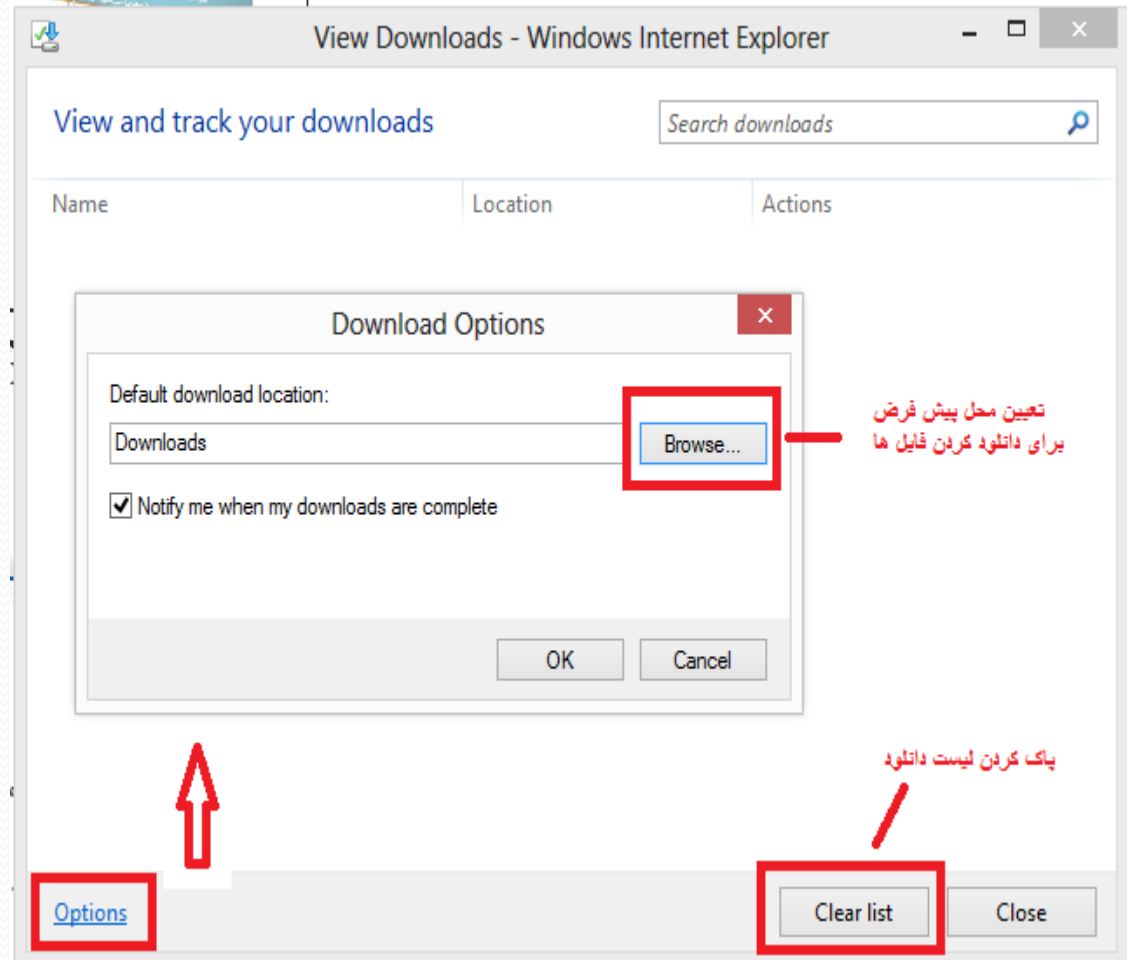 View Downloads - Windows Internet Explorer
View and track your downloads
Search downloads
Name
Location
Actions
Download Options
Default download location:
Downloads
Browse...
تعیین محل پیش فرض
برای دانلود کردن فایل ها
Notify me when my downloads are complete
OK
Cancel
پاک کردن لیست دانلود
Options
Clear list
Close